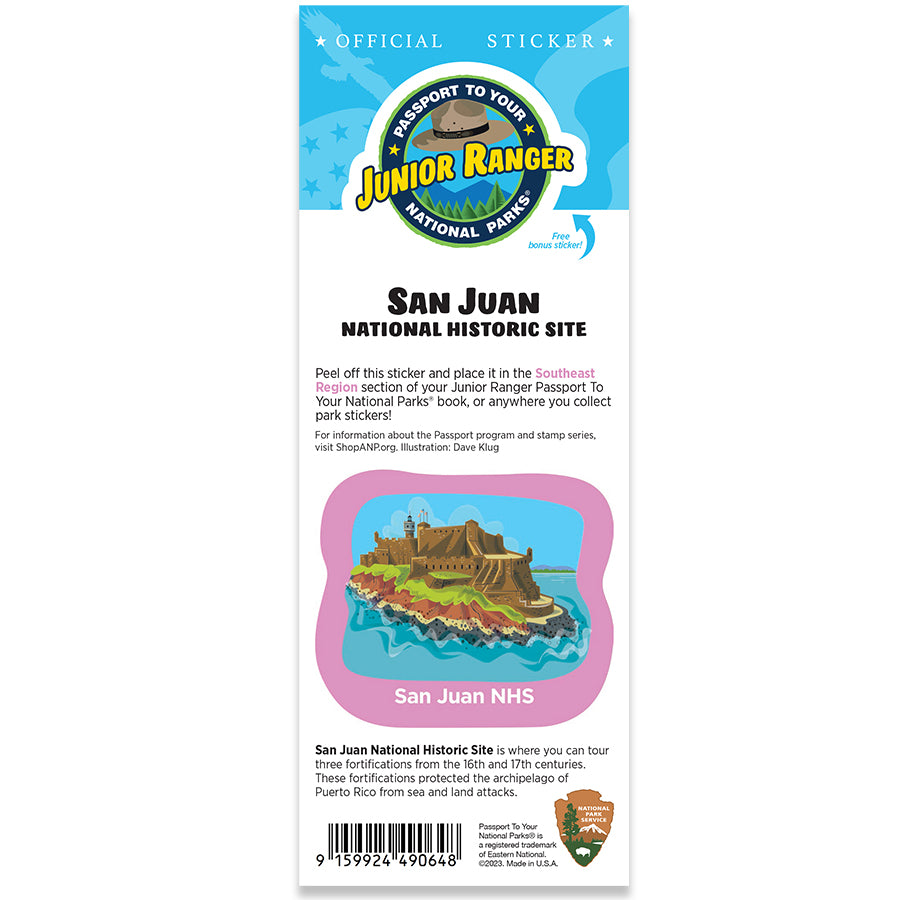 ★ OFFICIAL STICKER ★
PASSPORT TO YOUR
JUNIOR RANGER
NATIONAL PARKS®
Free
bonus sticker!
SAN JUAN
NATIONAL HISTORIC SITE
Peel off this sticker and place it in the Southeast
Region section of your Junior Ranger Passport To
Your National Parks® book, or anywhere you collect
park stickers!
For information about the Passport program and stamp series,
visit ShopANP.org. Illustration: Dave Klug
San Juan NHS
San Juan National Historic Site is where you can tour
three fortifications from the 16th and 17th centuries.
These fortifications protected the archipelago of
Puerto Rico from sea and land attacks.
9 159924 490648
Passport To Your
National Parks® is
a registered trademark
of Eastern National.
©2023. Made in U.S.A.
NATIONAL
PARK
SERVICE